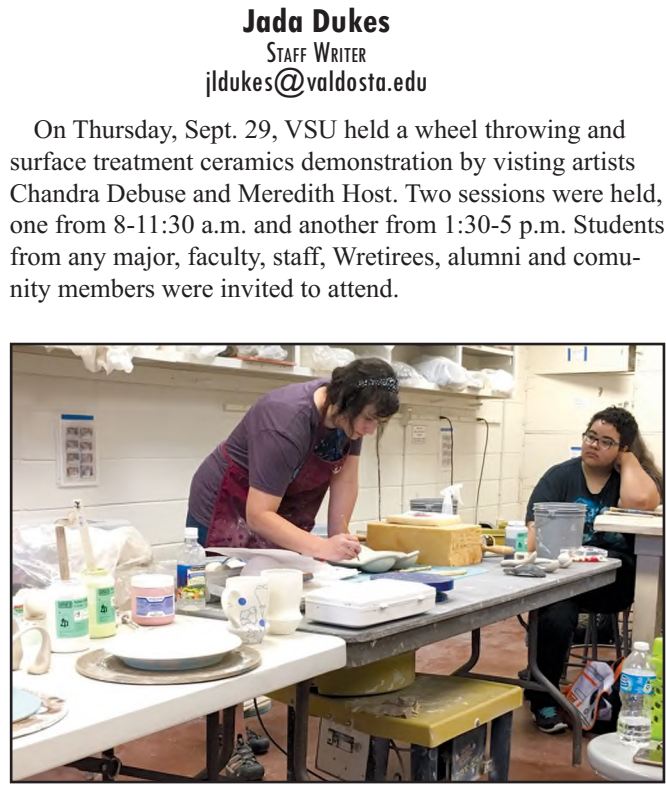 Jada Dukes
STAFF WRITER
jldukes@valdosta.edu
On Thursday, Sept. 29, VSU held a wheel throwing and
surface treatment ceramics demonstration by visting artists
Chandra Debuse and Meredith Host. Two sessions were held,
one from 8-11:30 a.m. and another from 1:30-5 p.m. Students
from any major, faculty, staff, Wretirees, alumni and comu-
nity members were invited to attend.